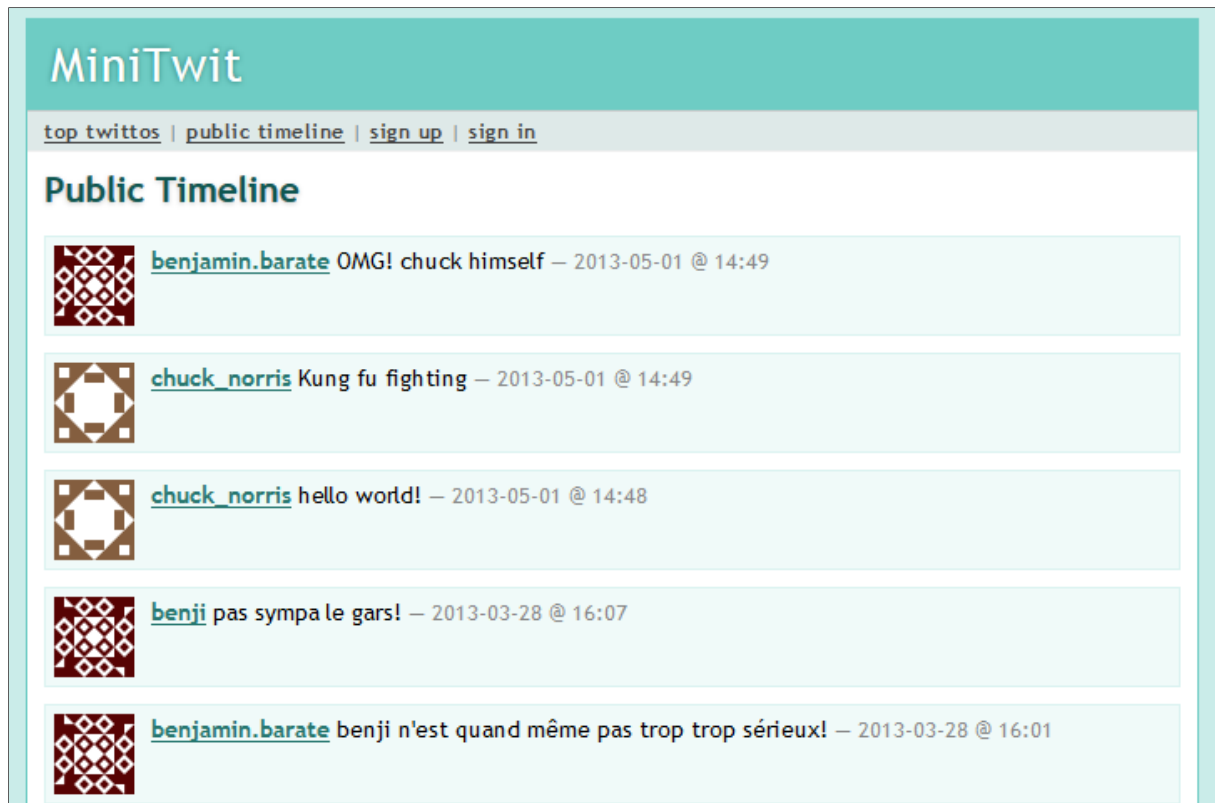 MiniTwit
top twittos | public timeline | sign up | sign in
Public Timeline
benjamin.barate OMG! chuck himself — 2013-05-01 @ 14:49
chuck_norris Kung fu fighting — 2013-05-01 @ 14:49
chuck_norris hello world! — 2013-05-01 @ 14:48
benji pas sympa le gars! — 2013-03-28 @ 16:07
benjamin.barate benji n'est quand même pas trop trop sérieux! — 2013-03-28 @ 16:01